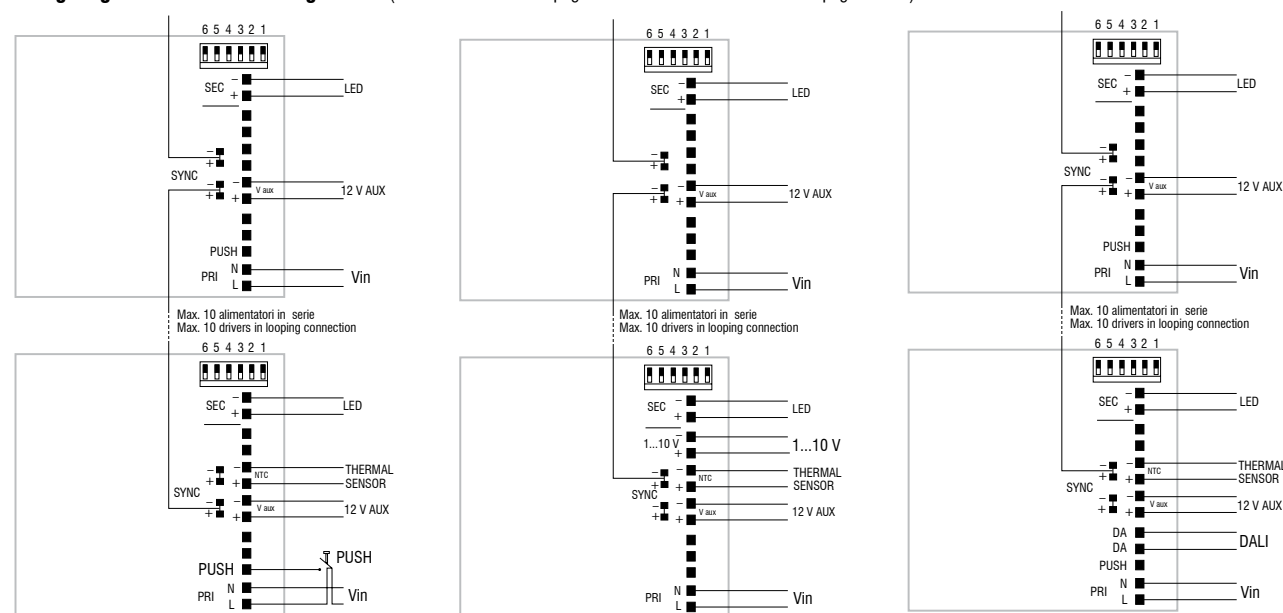 6 5 4 3 2 1
SEC
−
+
LED
−
+
SYNC
−
+
−
+
V aux
12 V AUX
PUSH
PRI
N
L
Vin
Max. 10 alimentatori in serie
Max. 10 drivers in looping connection
6 5 4 3 2 1
SEC
−
+
LED
−
+
−
+
−
+
V aux
12 V AUX
PRI
N
L
Vin
Max. 10 alimentatori in serie
Max. 10 drivers in looping connection
6 5 4 3 2 1
SEC
−
+
LED
−
+
SYNC
−
+
−
+
V aux
12 V AUX
PUSH
PRI
N
L
Vin
Max. 10 alimentatori in serie
Max. 10 drivers in looping connection
6 5 4 3 2 1
SEC
−
+
LED
−
+
−
+
NTC
THERMAL
SENSOR
SYNC
−
+
−
+
V aux
12 V AUX
PUSH
PUSH
PRI
N
L
Vin
6 5 4 3 2 1
SEC
−
+
LED
1...10 V
−
+
1...10 V
−
+
−
+
NTC
THERMAL
SENSOR
SYNC
−
+
−
+
V aux
12 V AUX
PRI
N
L
Vin
6 5 4 3 2 1
SEC
−
+
LED
−
+
−
+
NTC
THERMAL
SENSOR
SYNC
−
+
−
+
V aux
12 V AUX
DA
DA
DALI
PUSH
PRI
N
L
Vin